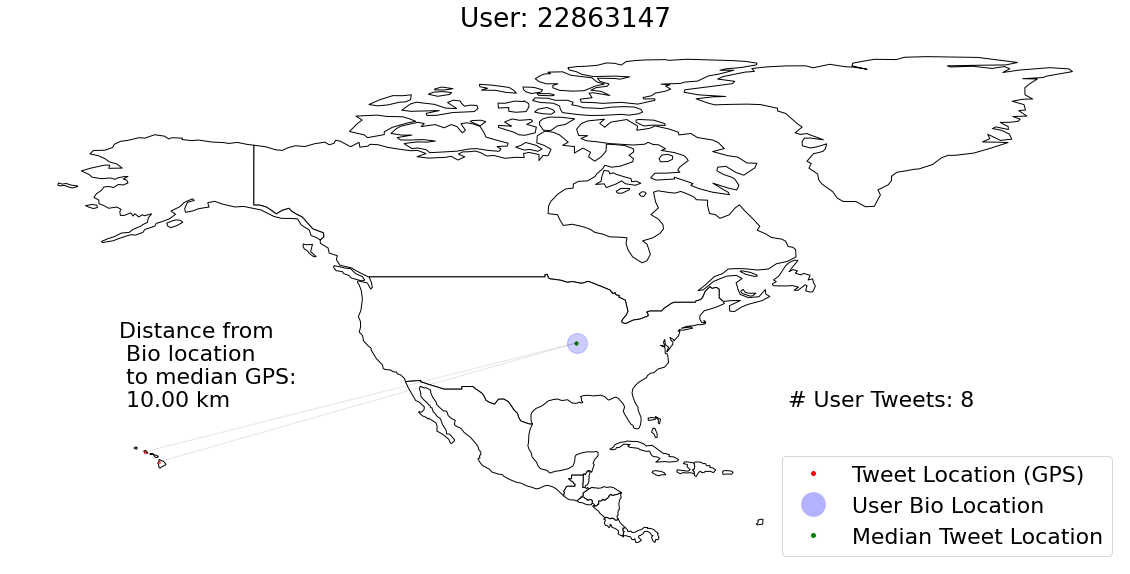 User: 22863147
Distance from
Bio location
to median GPS:
10.00 km
# User Tweets: 8
Tweet Location (GPS)
User Bio Location
Median Tweet Location